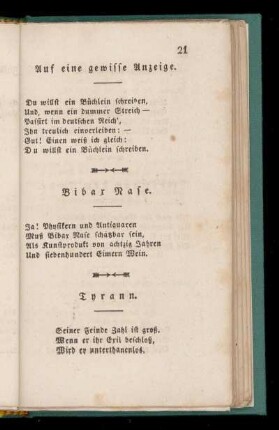 21
Auf eine gewisse Anzeige.
Du willst ein Büchlein schreiben,
Und, wenn ein dummer Streich —
Passirt im deutschen Reich',
Ihn treulich einverleiben: —
Gut! Einen weiß ich gleich:
Du willst ein Büchlein schreiben.
Bibax Nase.
Ja! Physikern und Antiquaren
Muß Bibax Nase schatzbar sein,
Als Kunstprodukt von achtzig Jahren
Und siebenhundert Eimern Wein.
Tyrann.
Seiner Feinde Zahl ist groß.
Wenn er ihr Exil beschloß,
Wird er unterthanenlos.